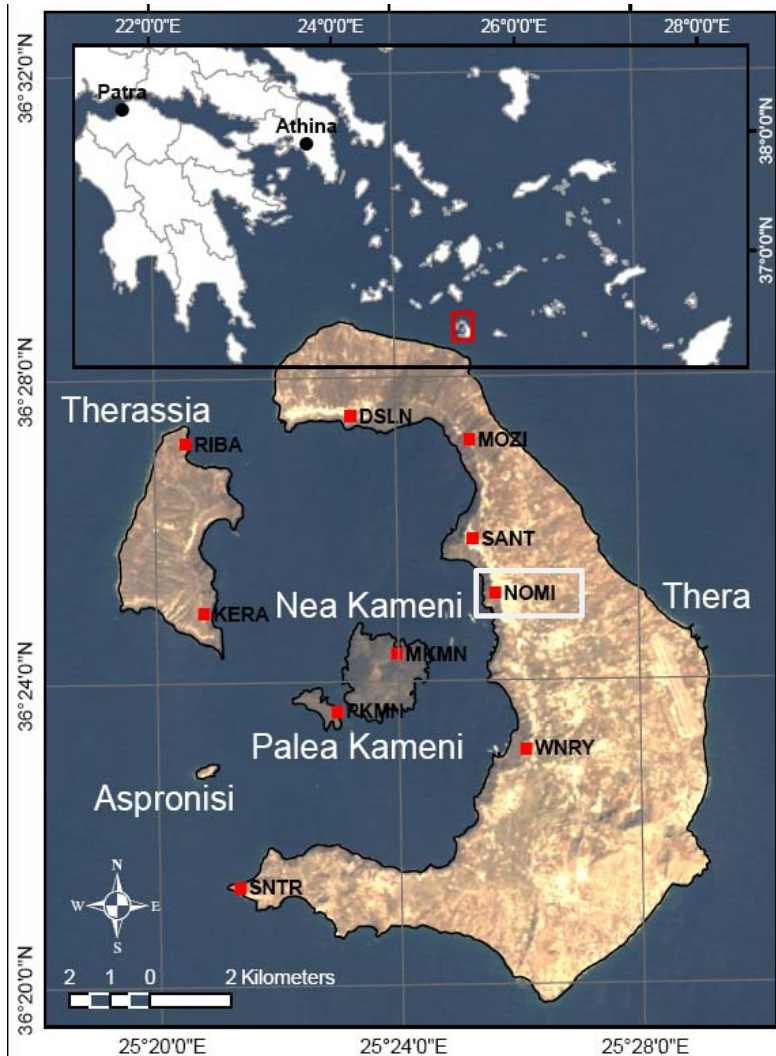 22°0'0"E
24°0'0"E
26°0'0"E
28°0'0"E
36°32'0"N
Patra
Athina
38°0'0"N
37°0'0"N
36°28'0"N
Therassia
DSLN
RIBA
MOZI
SANT
NOMI
Nea Kameni
Thera
KERA
MKMN
36°24'0"N
PKMN
Palea Kameni
WNRY
Aspronisi
N
W
E
S
SNTR
2 1 0 2 Kilometers
36°20'0"N
25°20'0"E
25°24'0"E
25°28'0"E